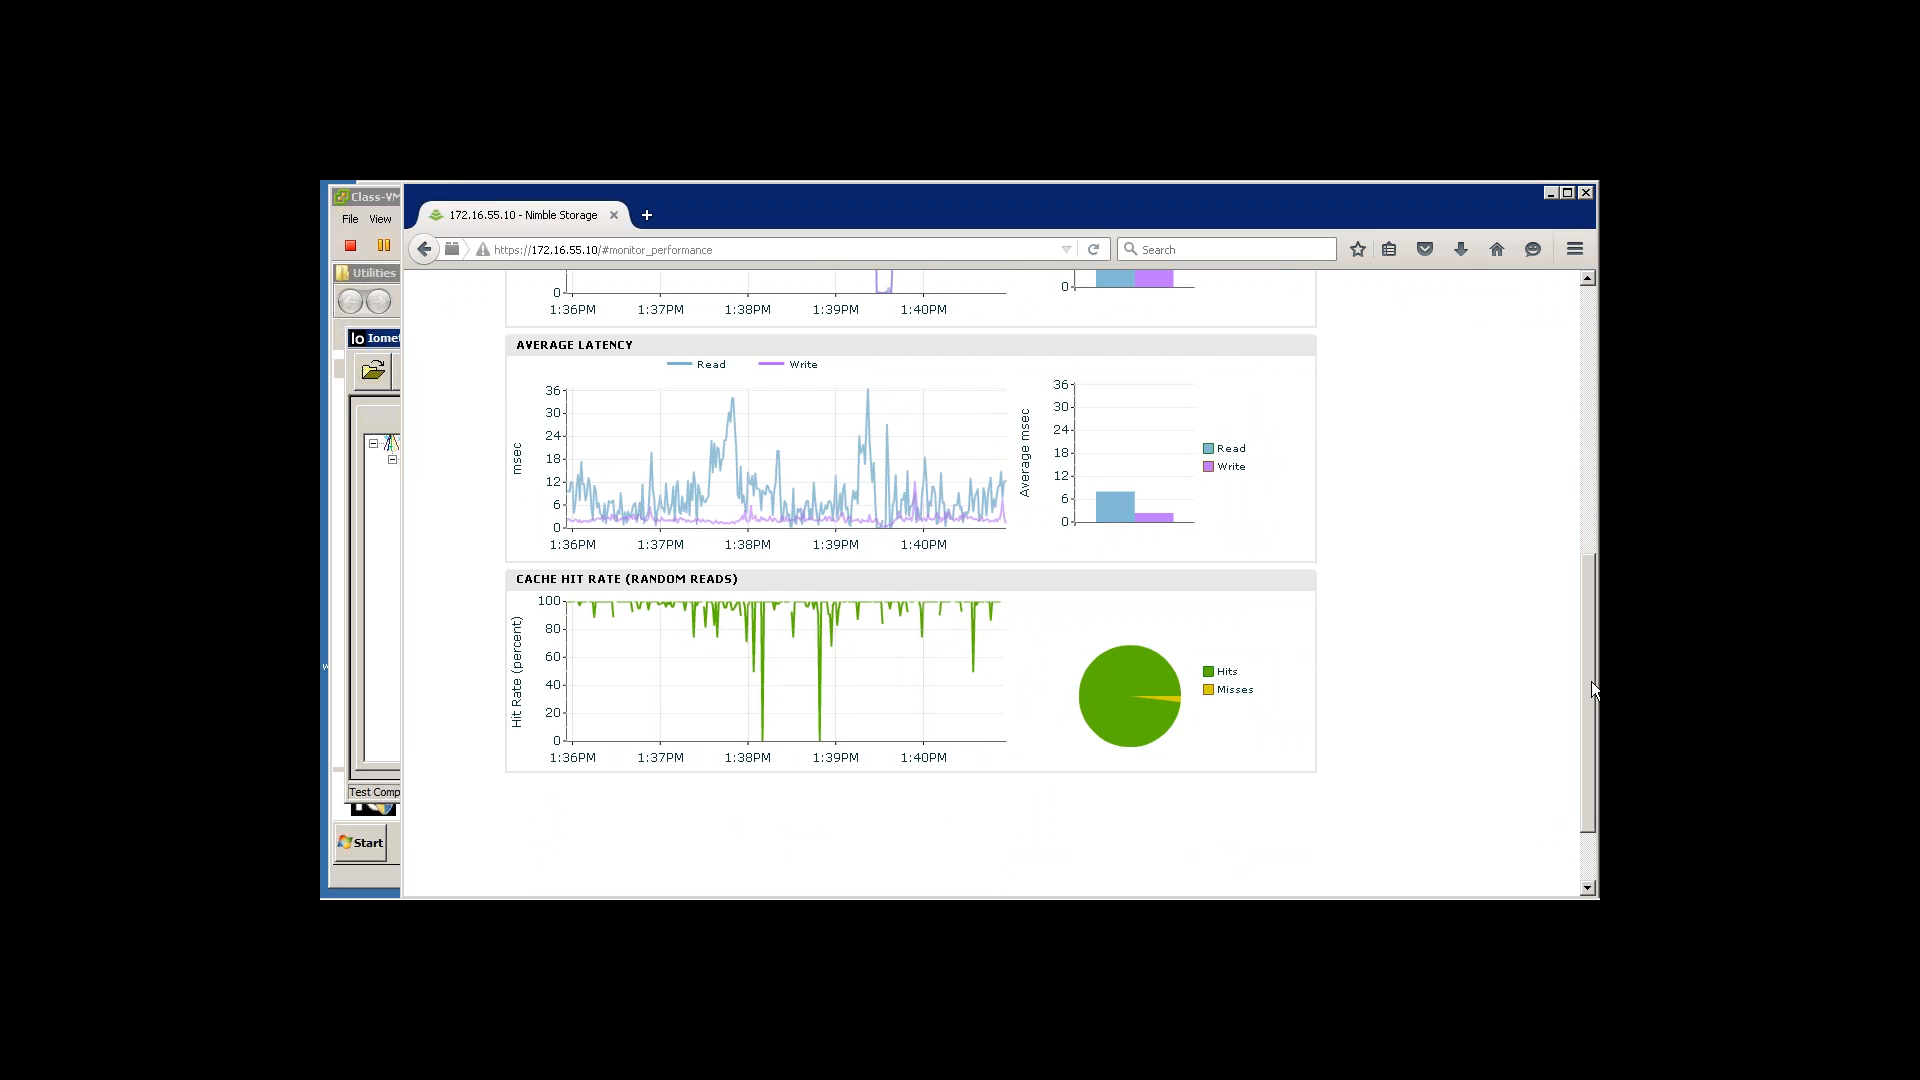 Class-VM
File View
Utilities
Iomet
Test Comp
Start
172.16.55.10 - Nimble Storage
https://172.16.55.10/#monitor_performance
Search
0
1:36PM 1:37PM 1:38PM 1:39PM 1:40PM
0
AVERAGE LATENCY
Read Write
msec
36
30
24
18
12
6
0
1:36PM 1:37PM 1:38PM 1:39PM 1:40PM
Average msec
36
30
24
18
12
6
0
Read
Write
CACHE HIT RATE (RANDOM READS)
Hit Rate (percent)
100
80
60
40
20
0
1:36PM 1:37PM 1:38PM 1:39PM 1:40PM
Hits
Misses